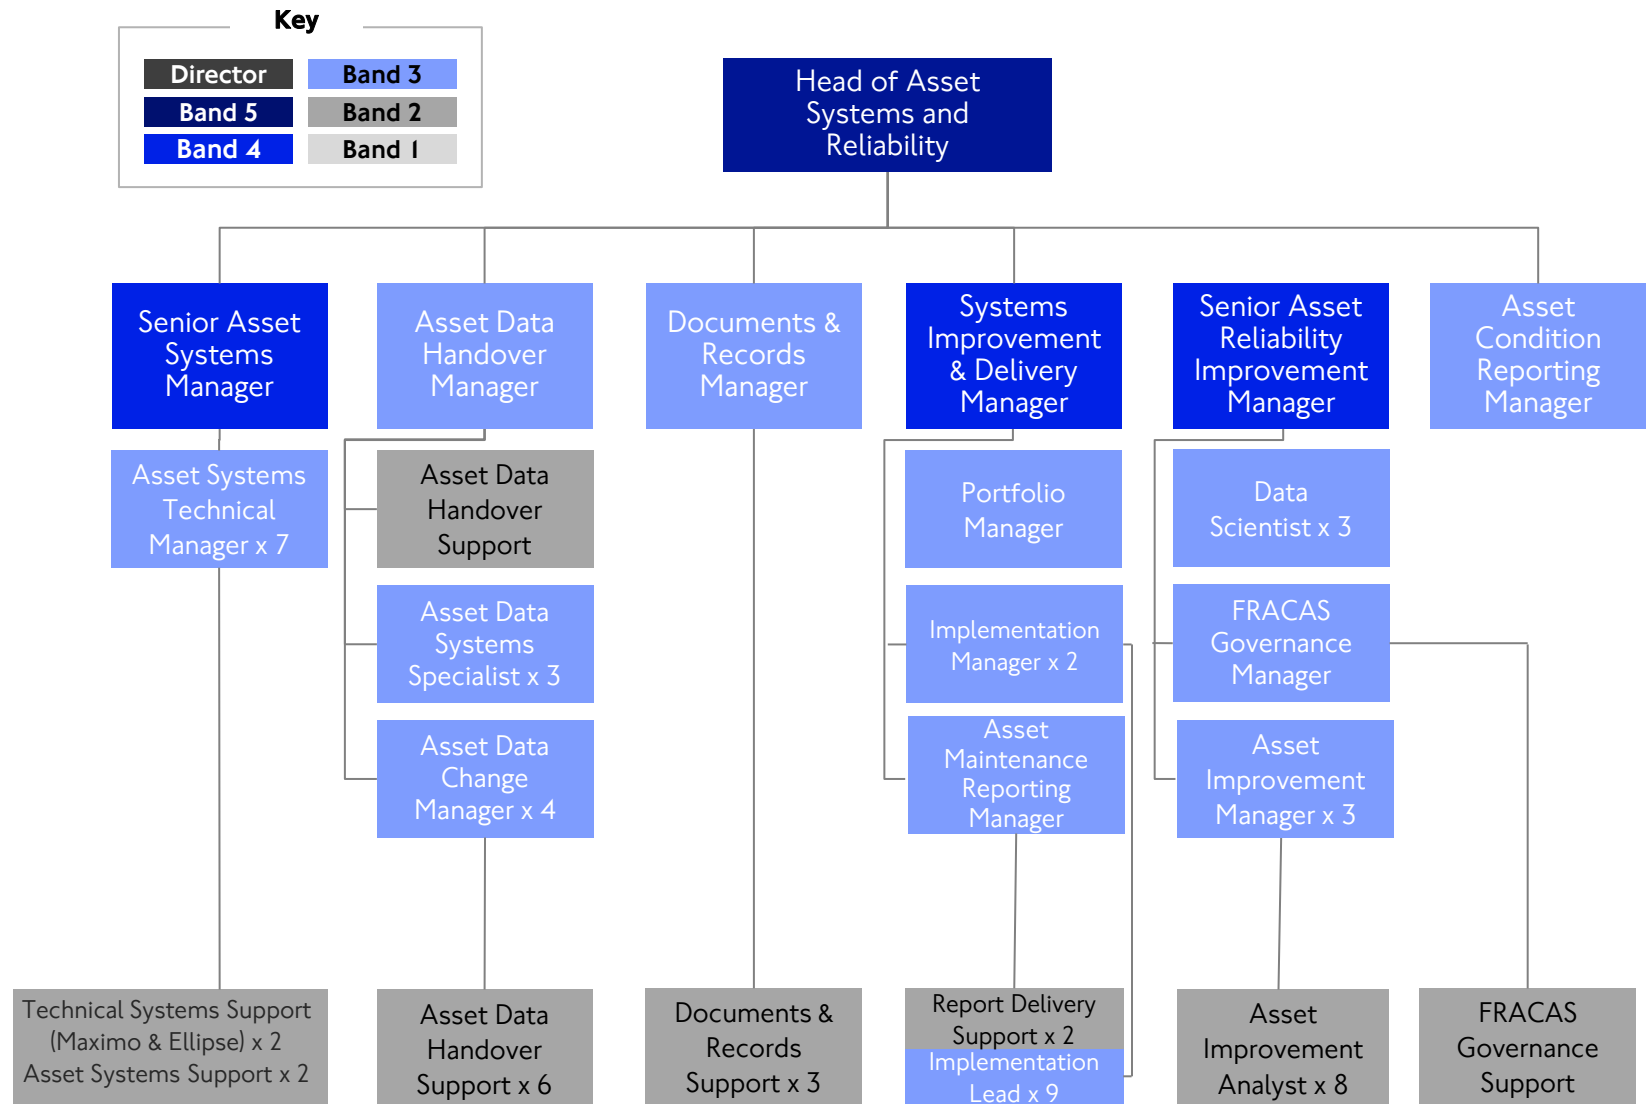 Key
Director
Band 3
Band 5
Band 2
Band 4
Band 1
Head of Asset
Systems and
Reliability
Senior Asset
Systems
Manager
Asset Data
Handover
Manager
Documents &
Records
Manager
Systems
Improvement
& Delivery
Manager
Senior Asset
Reliability
Improvement
Manager
Asset
Condition
Reporting
Manager
Asset Systems
Technical
Manager x 7
Asset Data
Handover
Support
Portfolio
Manager
Data
Scientist x 3
Asset Data
Systems
Specialist x 3
Implementation
Manager x 2
FRACAS
Governance
Manager
Asset Data
Change
Manager x 4
Asset
Maintenance
Reporting
Manager
Asset
Improvement
Manager x 3
Technical Systems Support
(Maximo & Ellipse) x 2
Asset Systems Support x 2
Asset Data
Handover
Support x 6
Documents &
Records
Support x 3
Report Delivery
Support x 2
Implementation
Lead x 9
Asset
Improvement
Analyst x 8
FRACAS
Governance
Support